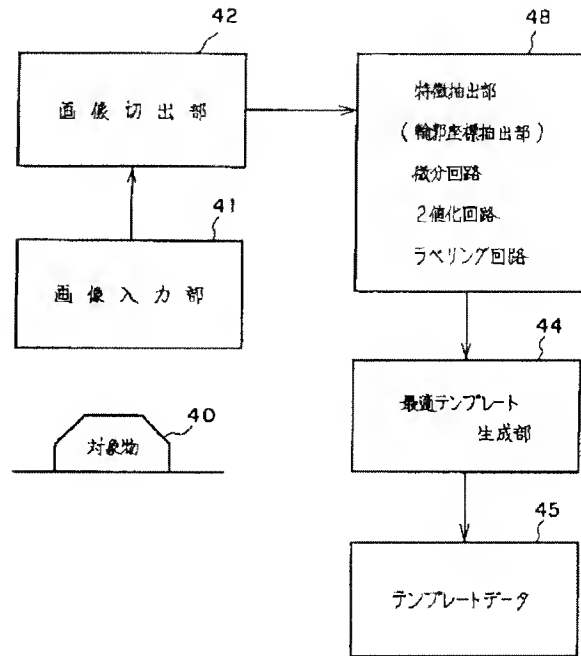 42
画像切出部
41
画像入力部
40
対象物
48
特徴抽出部
(輪郭座標抽出部)
微分回路
2値化回路
ラベリング回路
44
最適テンプレート
生成部
45
テンプレートデータ